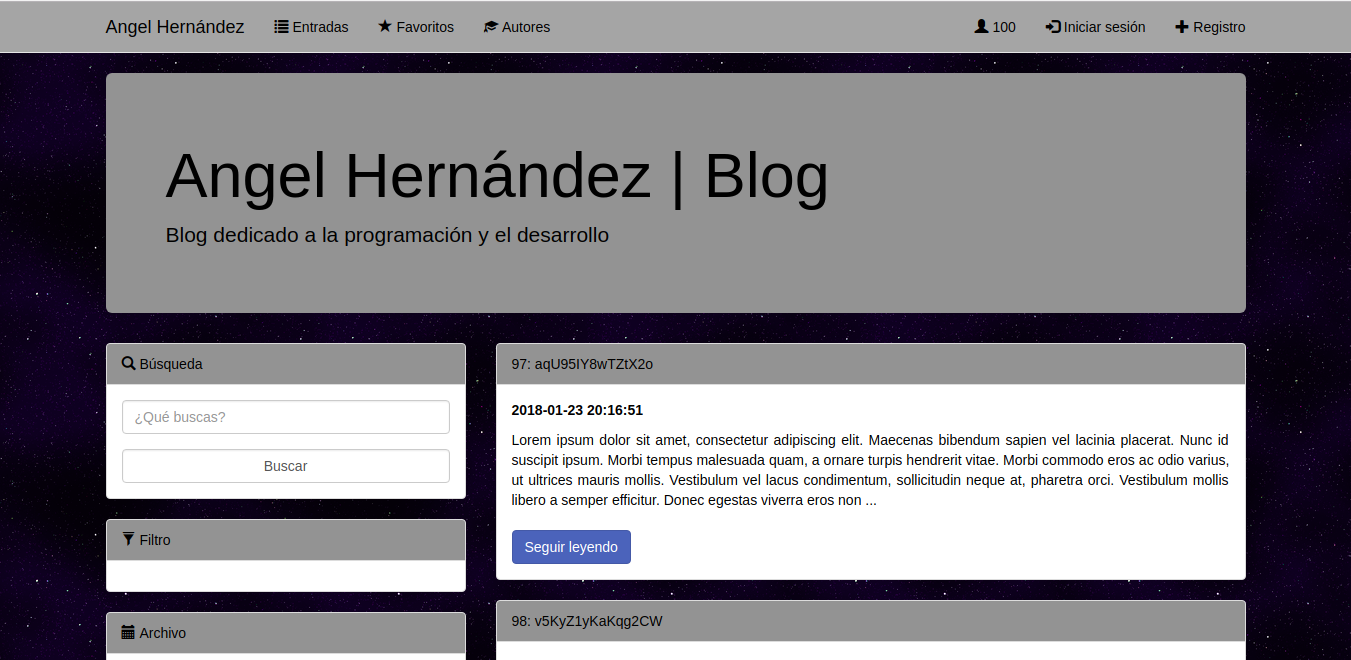 Angel Hernández Entradas Favoritos Autores 100 Iniciar sesión Registro
Angel Hernández | Blog
Blog dedicado a la programación y el desarrollo
Búsqueda
¿Qué buscas?
Buscar
Filtro
Archivo
97: aqU95IY8wTZtX2o
2018-01-23 20:16:51
Lorem ipsum dolor sit amet, consectetur adipiscing elit. Maecenas bibendum sapien vel lacinia placerat. Nunc id
suscipit ipsum. Morbi tempus malesuada quam, a ornare turpis hendrerit vitae. Morbi commodo eros ac odio varius,
ut ultrices mauris mollis. Vestibulum vel lacus condimentum, sollicitudin neque at, pharetra orci. Vestibulum mollis
libero a semper efficitur. Donec egestas viverra eros non ...
Seguir leyendo
98: v5KyZ1yKaKqg2CW